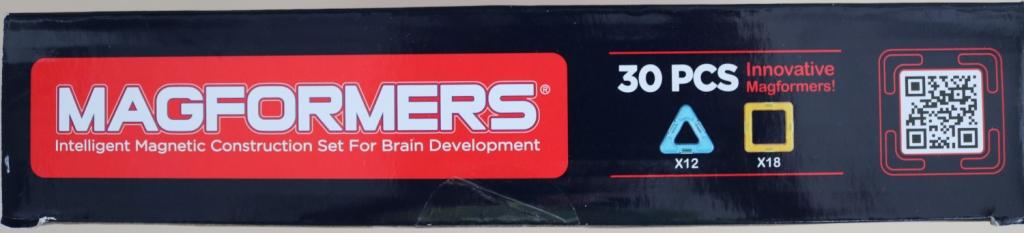 MAGFORMERS®
Intelligent Magnetic Construction Set For Brain Development
30 PCS Innovative Magformers!
X12 X18